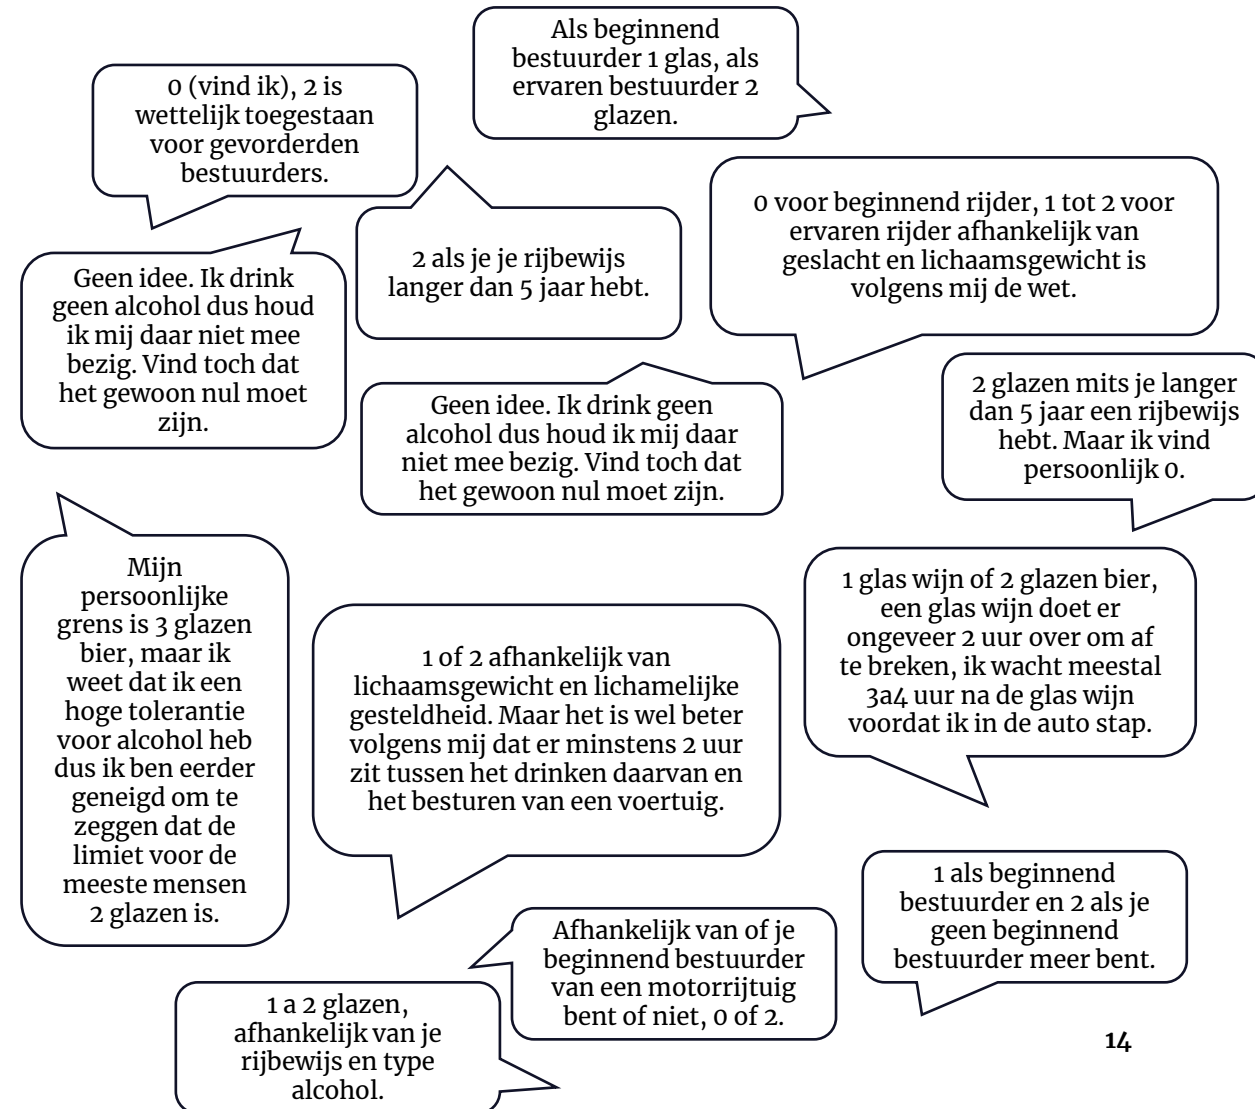 Als beginnend
bestuurder 1 glas, als
ervaren bestuurder 2
glazen.
0 (vind ik), 2 is
wettelijk toegestaan
voor gevorderden
bestuurders.
0 voor beginnend rijder, 1 tot 2 voor
ervaren rijder afhankelijk van
geslacht en lichaamsgewicht is
volgens mij de wet.
2 als je je rijbewijs
langer dan 5 jaar hebt.
Geen idee. Ik drink
geen alcohol dus houd
ik mij daar niet mee
bezig. Vind toch dat
het gewoon nul moet
zijn.
Geen idee. Ik drink geen
alcohol dus houd ik mij daar
niet mee bezig. Vind toch dat
het gewoon nul moet zijn.
2 glazen mits je langer
dan 5 jaar een rijbewijs
hebt. Maar ik vind
persoonlijk 0.
Mijn
persoonlijke
grens is 3 glazen
bier, maar ik
weet dat ik een
hoge tolerantie
voor alcohol heb
dus ik ben eerder
geneigd om te
zeggen dat de
limiet voor de
meeste mensen
2 glazen is.
1 of 2 afhankelijk van
lichaamsgewicht en lichamelijke
gesteldheid. Maar het is wel beter
volgens mij dat er minstens 2 uur
zit tussen het drinken daarvan en
het besturen van een voertuig.
1 glas wijn of 2 glazen bier,
een glas wijn doet er
ongeveer 2 uur over om af
te breken, ik wacht meestal
3a4 uur na de glas wijn
voordat ik in de auto stap.
1 als beginnend
bestuurder en 2 als je
geen beginnend
bestuurder meer bent.
Afhankelijk van of je
beginnend bestuurder
van een motorrijtuig
bent of niet, 0 of 2.
1 a 2 glazen,
afhankelijk van je
rijbewijs en type
alcohol.
14